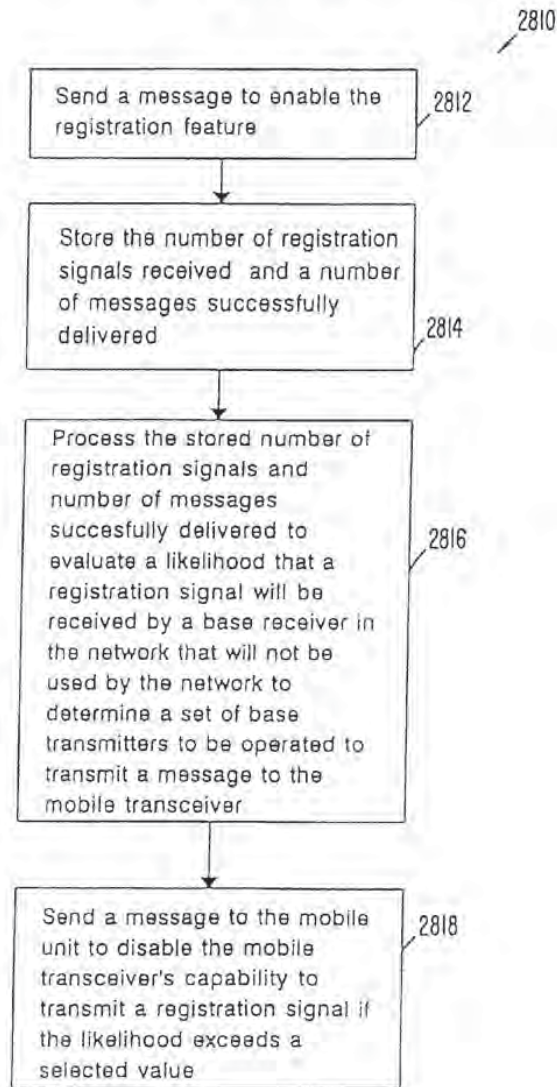 2810
Send a message to enable the
registration feature
2812
Store the number of registration
signals received and a number
of messages successfully
delivered
2814
Process the stored number of
registration signals and
number of messages
succesfully delivered to
evaluate a likelihood that a
registration signal will be
received by a base receiver in
the network that will not be
used by the network to
determine a set of base
transmitters to be operated to
transmit a message to the
mobile transceiver
2816
Send a message to the mobile
unit to disable the mobile
transceiver's capability to
transmit a registration signal if
the likelihood exceeds a
selected value
2818